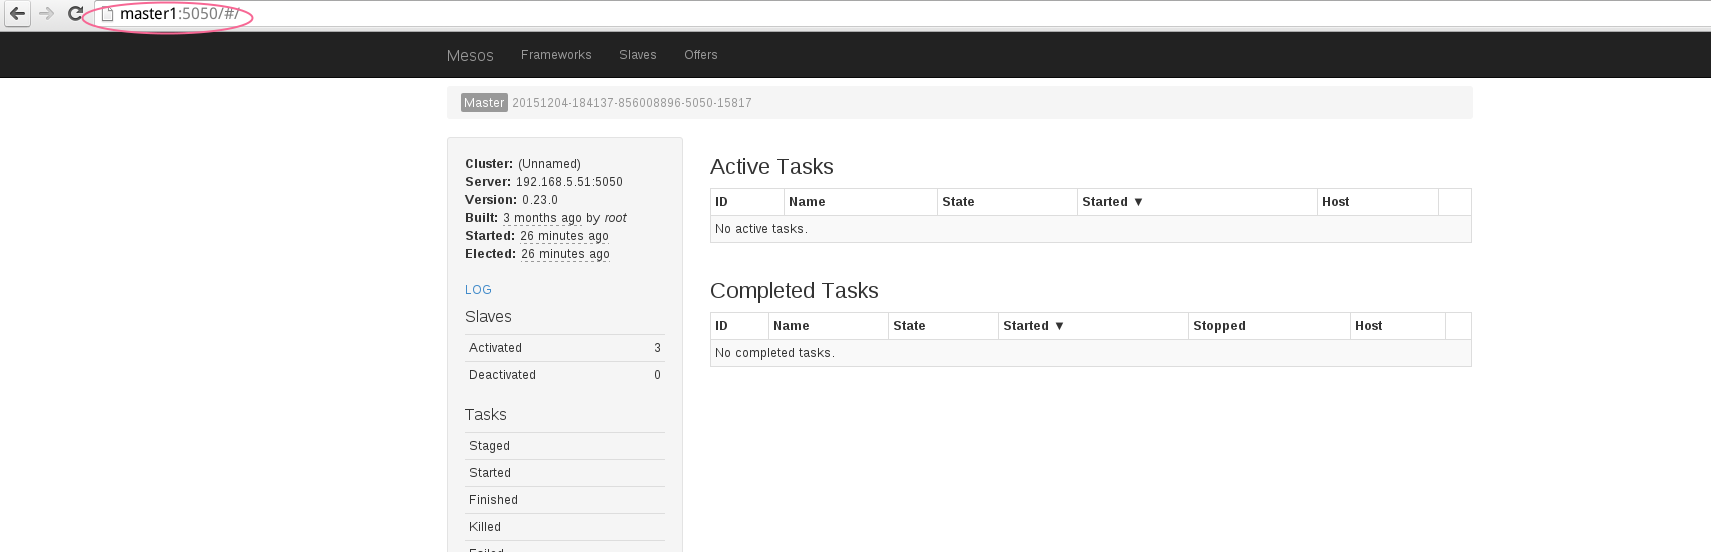 master1:5050/#/
Mesos Frameworks Slaves Offers
Master 20151204-184137-856008896-5050-15817
Cluster: (Unnamed)
Server: 192.168.5.51:5050
Version: 0.23.0
Built: 3 months ago by root
Started: 26 minutes ago
Elected: 26 minutes ago
LOG
Slaves
Activated 3
Deactivated 0
Tasks
Staged
Started
Finished
Killed
Failed
Active Tasks
ID Name State Started ▼ Host
No active tasks.
Completed Tasks
ID Name State Started ▼ Stopped Host
No completed tasks.